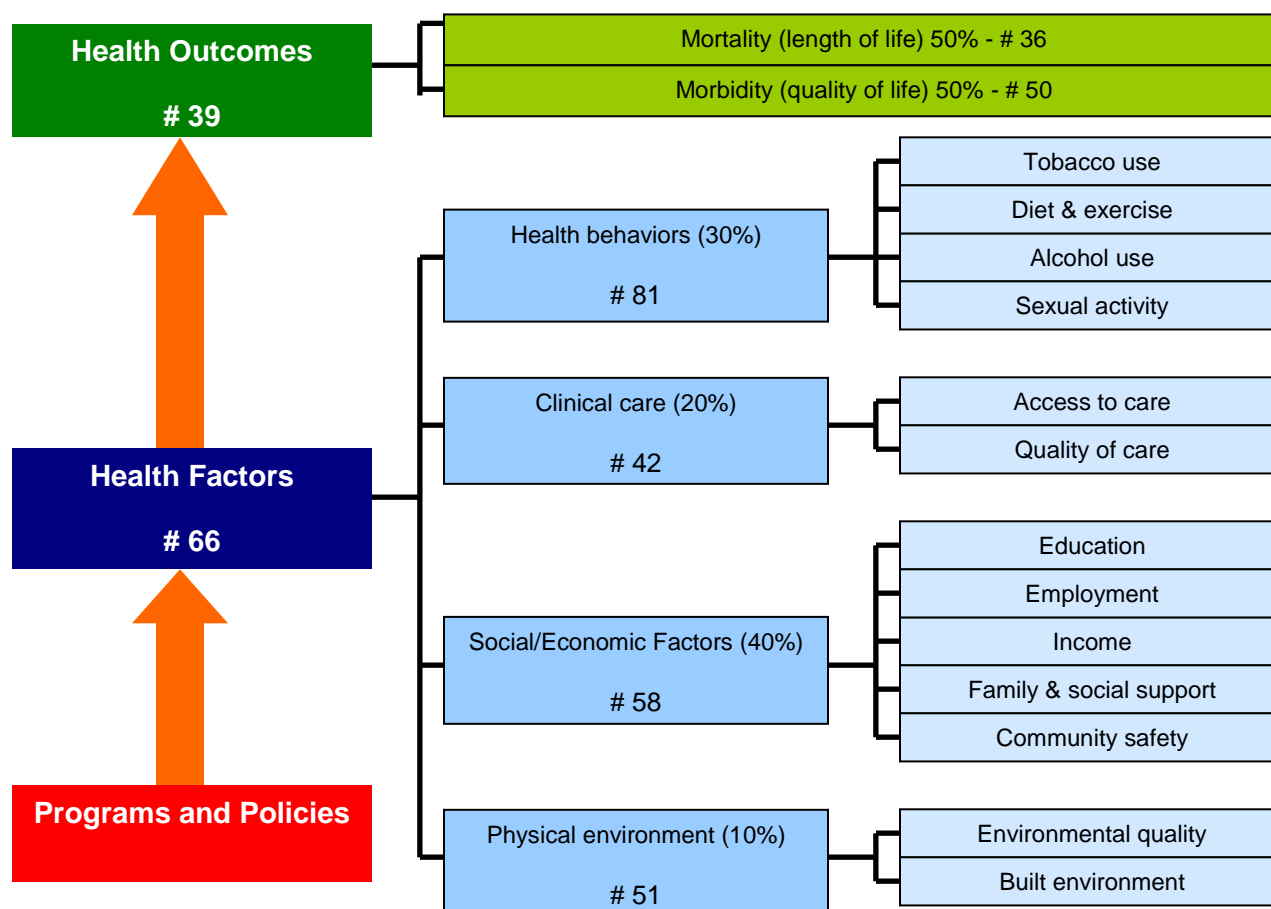 Health Outcomes
# 39
Mortality (length of life) 50% - # 36
Morbidity (quality of life) 50% - # 50
Health Factors
# 66
Health behaviors (30%)
# 81
Tobacco use
Diet & exercise
Alcohol use
Sexual activity
Clinical care (20%)
# 42
Access to care
Quality of care
Social/Economic Factors (40%)
# 58
Education
Employment
Income
Family & social support
Community safety
Physical environment (10%)
# 51
Environmental quality
Built environment
Programs and Policies